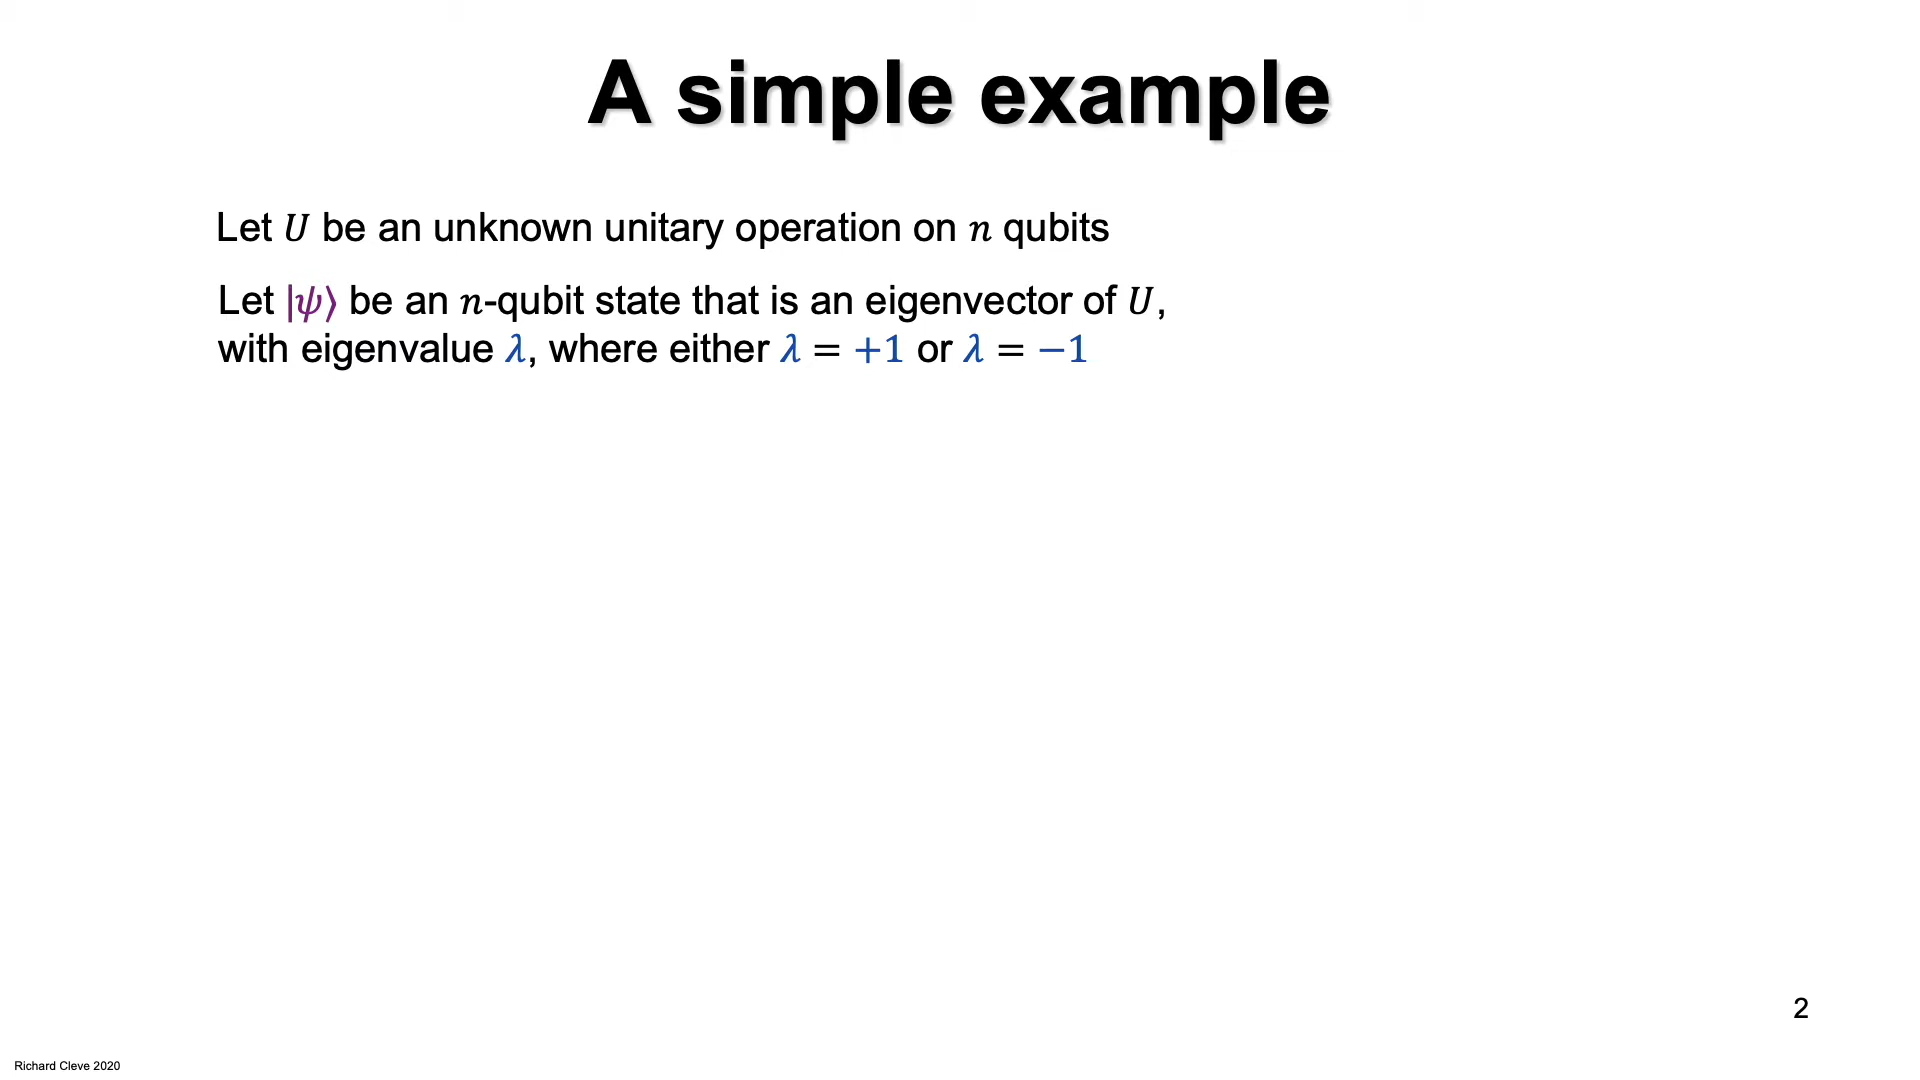 A simple example
Let 𝑈 be an unknown unitary operation on 𝑛 qubits
Let |𝜓⟩ be an 𝑛-qubit state that is an eigenvector of 𝑈,
with eigenvalue 𝜆, where either 𝜆 = +1 or 𝜆 = −1
2
Richard Cleve 2020